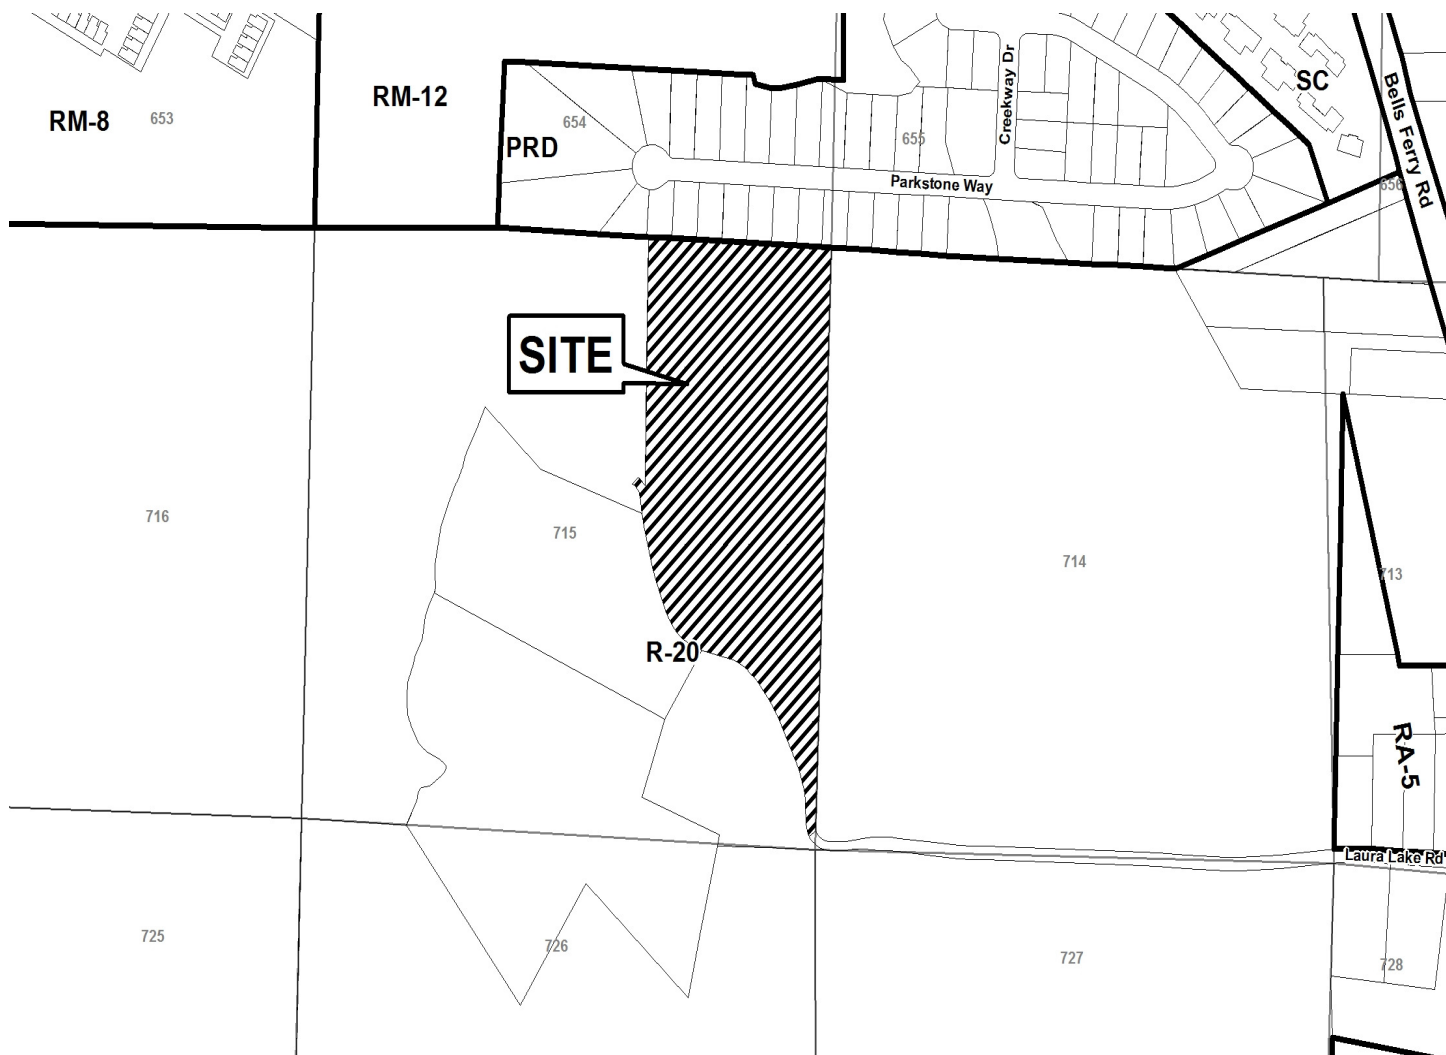 SC
Bells Ferry Rd
Creekway Dr
RM-12
RM-8
653
654
655
PRD
Parkstone Way
656
SITE
716
715
714
713
R-20
RA-5
Laura Lake Rd
725
726
727
728